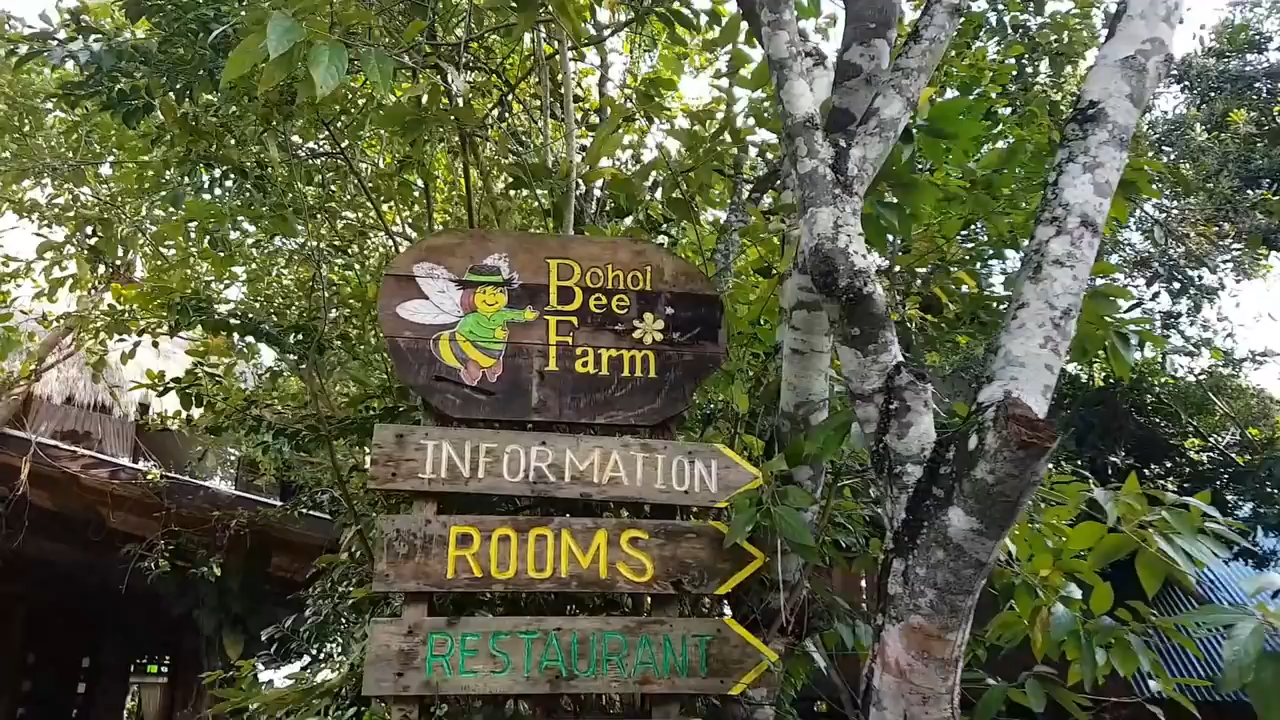 Bohol
Bee
Farm
INFORMATION
ROOMS
RESTAURANT